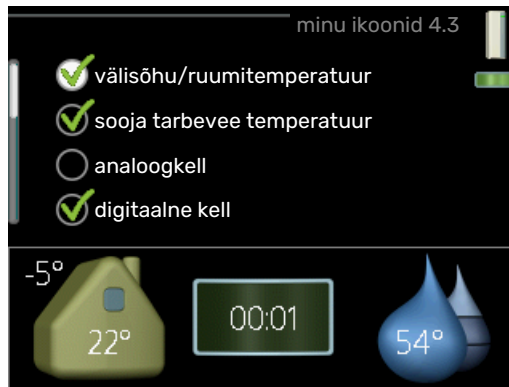 minu ikoonid 4.3
välisõhu/ruumitemperatuur
sooja tarbevee temperatuur
analoogkell
digitaalne kell
-5°
22°
00:01
54°